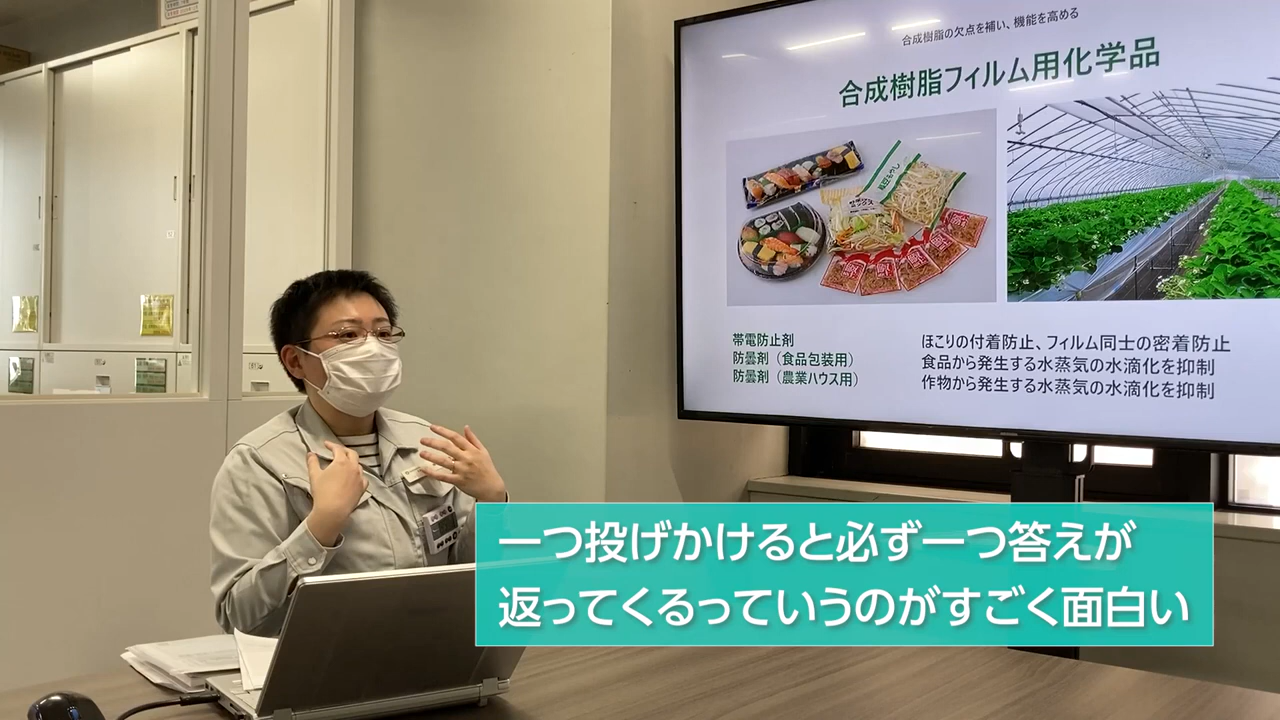 合成樹脂の欠点を補い、機能を高める
合成樹脂フィルム用化学品
帯電防止剤
防曇剤（食品包装用）
防曇剤（農業ハウス用）
ほこりの付着防止、フィルム同士の密着防止
食品から発生する水蒸気の水滴化を抑制
作物から発生する水蒸気の水滴化を抑制
一つ投げかけると必ず一つ答えが
返ってくるっていうのがすごく面白い